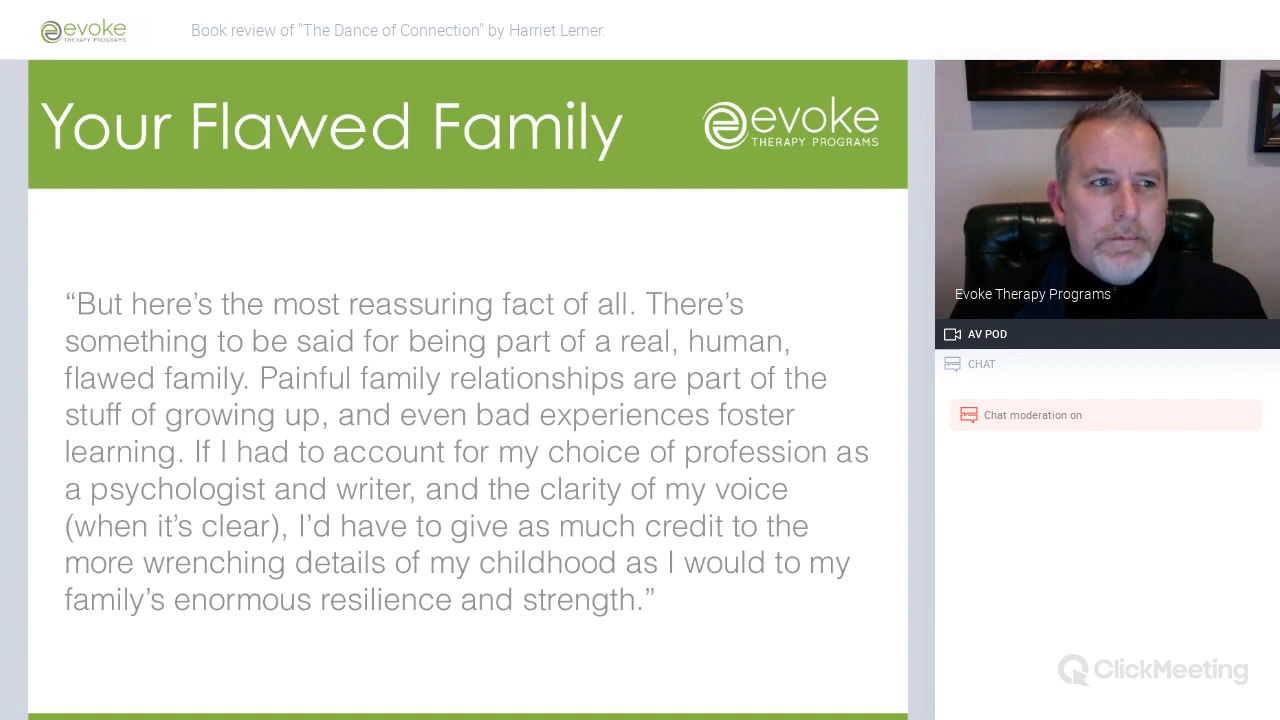 evoke
THERAPY PROGRAMS
Book review of "The Dance of Connection" by Harriet Lerner.
Your Flawed Family
evoke
THERAPY PROGRAMS
“But here’s the most reassuring fact of all. There’s
something to be said for being part of a real, human,
flawed family. Painful family relationships are part of the
stuff of growing up, and even bad experiences foster
learning. If I had to account for my choice of profession as
a psychologist and writer, and the clarity of my voice
(when it’s clear), I’d have to give as much credit to the
more wrenching details of my childhood as I would to my
family’s enormous resilience and strength.”
Evoke Therapy Programs
AV POD
CHAT
Chat moderation on
ClickMeeting